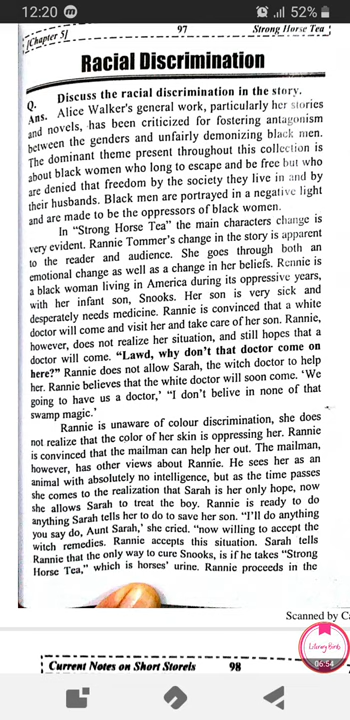 12:20 52%
[Chapter 5] 97 Strong Horse Tea
Racial Discrimination
Q. Discuss the racial discrimination in the story.
Ans. Alice Walker's general work, particularly her stories
and novels, has been criticized for fostering antagonism
between the genders and unfairly demonizing black men.
The dominant theme present throughout this collection is
about black women who long to escape and be free but who
are denied that freedom by the society they live in and by
their husbands. Black men are portrayed in a negative light
and are made to be the oppressors of black women.
In “Strong Horse Tea” the main characters change is
very evident. Rannie Tommer's change in the story is apparent
to the reader and audience. She goes through both an
emotional change as well as a change in her beliefs. Rennie is
a black woman living in America during its oppressive years,
with her infant son, Snooks. Her son is very sick and
desperately needs medicine. Rannie is convinced that a white
doctor will come and visit her and take care of her son. Rannie,
however, does not realize her situation, and still hopes that a
doctor will come. “Lawd, why don't that doctor come on
here?” Rannie does not allow Sarah, the witch doctor to help
her. Rannie believes that the white doctor will soon come. ‘We
going to have us a doctor,’ “I don't belive in none of that
swamp magic.’
Rannie is unaware of colour discrimination, she does
not realize that the color of her skin is oppressing her. Rannie
is convinced that the mailman can help her out. The mailman,
however, has other views about Rannie. He sees her as an
animal with absolutely no intelligence, but as the time passes
she comes to the realization that Sarah is her only hope, now
she allows Sarah to treat the boy. Rannie is ready to do
anything Sarah tells her to do to save her son. “I'll do anything
you say do, Aunt Sarah,’ she cried. “now willing to accept the
witch remedies. Rannie accepts this situation. Sarah tells
Rannie that the only way to cure Snooks, is if he takes “Strong
Horse Tea,” which is horses' urine. Rannie proceeds in the
Scanned by C
Literary Birds
06:54
Current Notes on Short Storeis 98